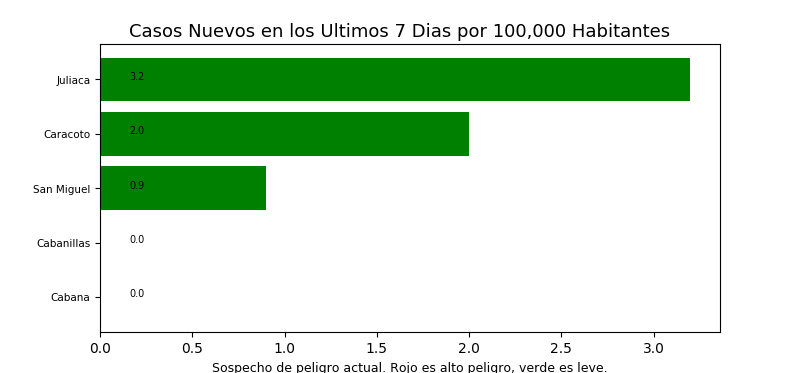 Casos Nuevos en los Ultimos 7 Dias por 100,000 Habitantes
Juliaca 3.2
Caracoto 2.0
San Miguel 0.9
Cabanillas 0.0
Cabana 0.0
0.0 0.5 1.0 1.5 2.0 2.5 3.0
Sospecho de peligro actual. Rojo es alto peligro, verde es leve.